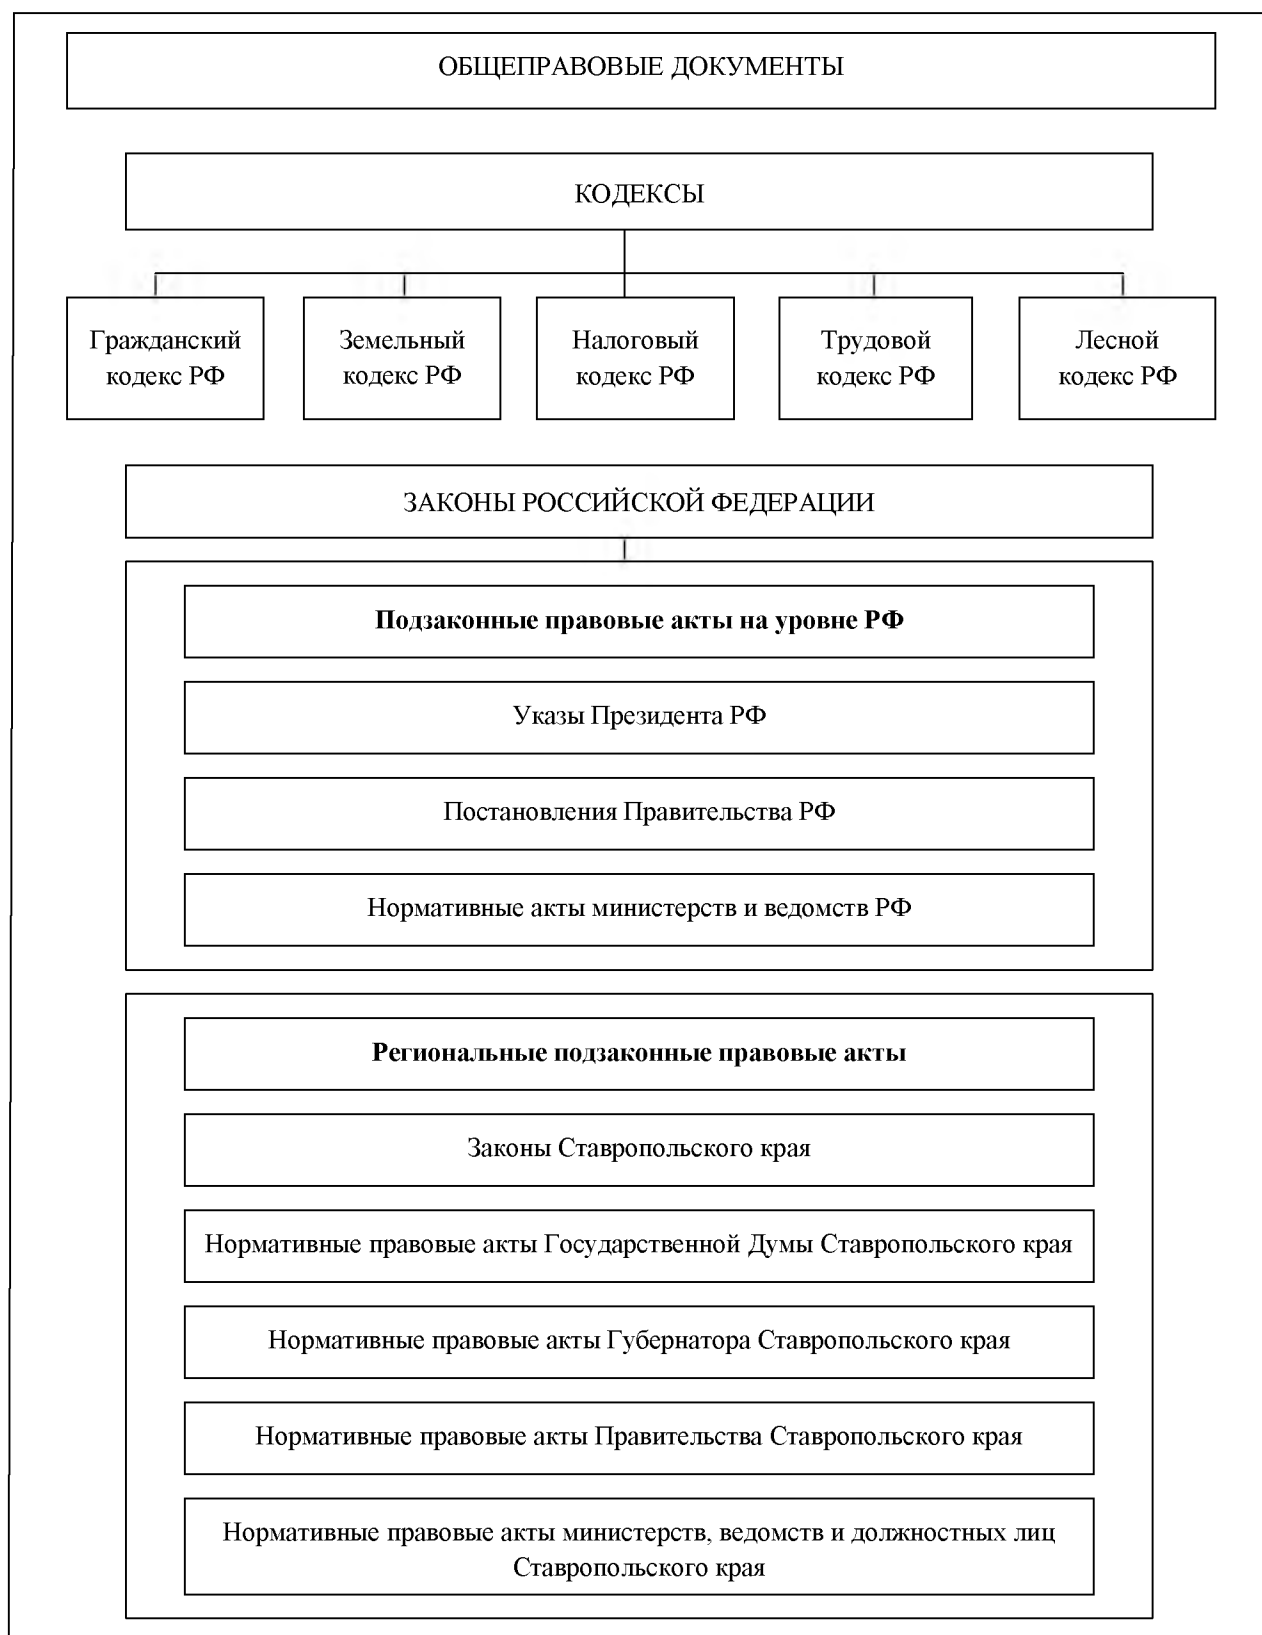 ОБЩЕПРАВОВЫЕ ДОКУМЕНТЫ
КОДЕКСЫ
Гражданский
кодекс РФ
Земельный
кодекс РФ
Налоговый
кодекс РФ
Трудовой
кодекс РФ
Лесной
кодекс РФ
ЗАКОНЫ РОССИЙСКОЙ ФЕДЕРАЦИИ
Подзаконные правовые акты на уровне РФ
Указы Президента РФ
Постановления Правительства РФ
Нормативные акты министерств и ведомств РФ
Региональные подзаконные правовые акты
Законы Ставропольского края
Нормативные правовые акты Государственной Думы Ставропольского края
Нормативные правовые акты Губернатора Ставропольского края
Нормативные правовые акты Правительства Ставропольского края
Нормативные правовые акты министерств, ведомств и должностных лиц
Ставропольского края